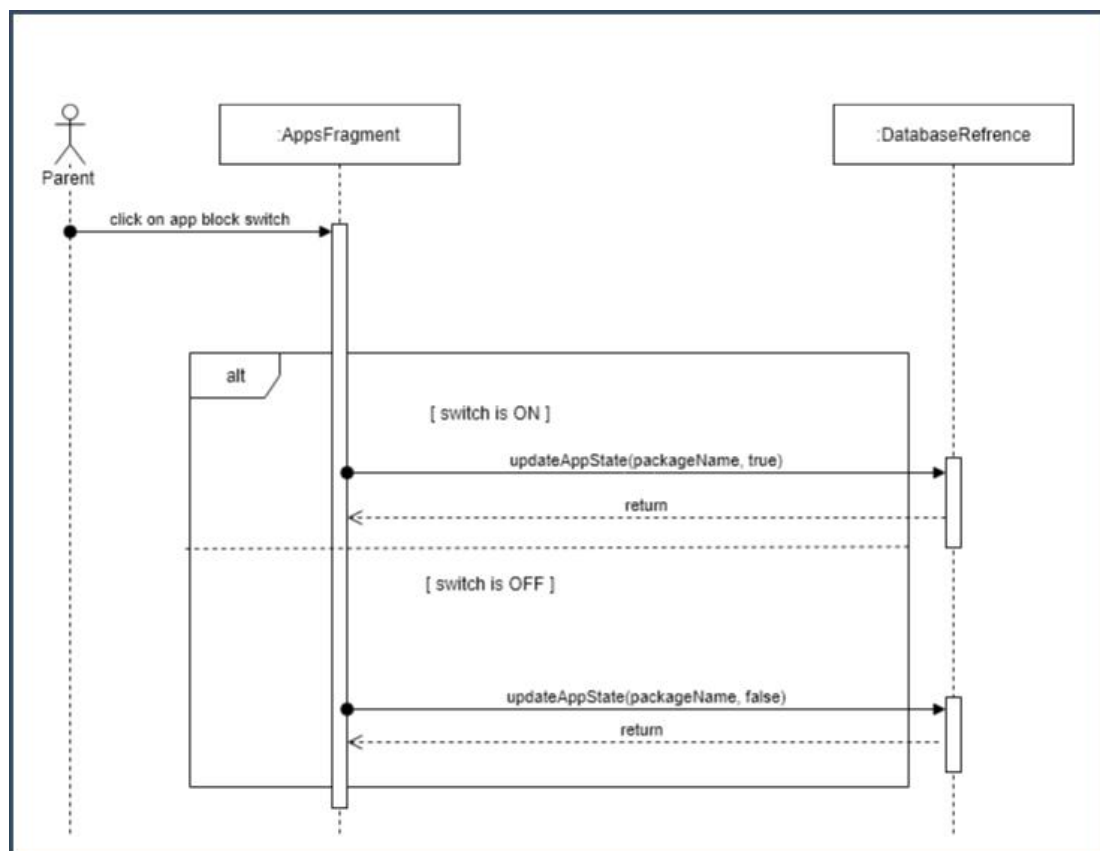 Parent
:AppsFragment
:DatabaseRefrence
click on app block switch
alt
[ switch is ON ]
updateAppState(packageName, true)
return
[ switch is OFF ]
updateAppState(packageName, false)
return